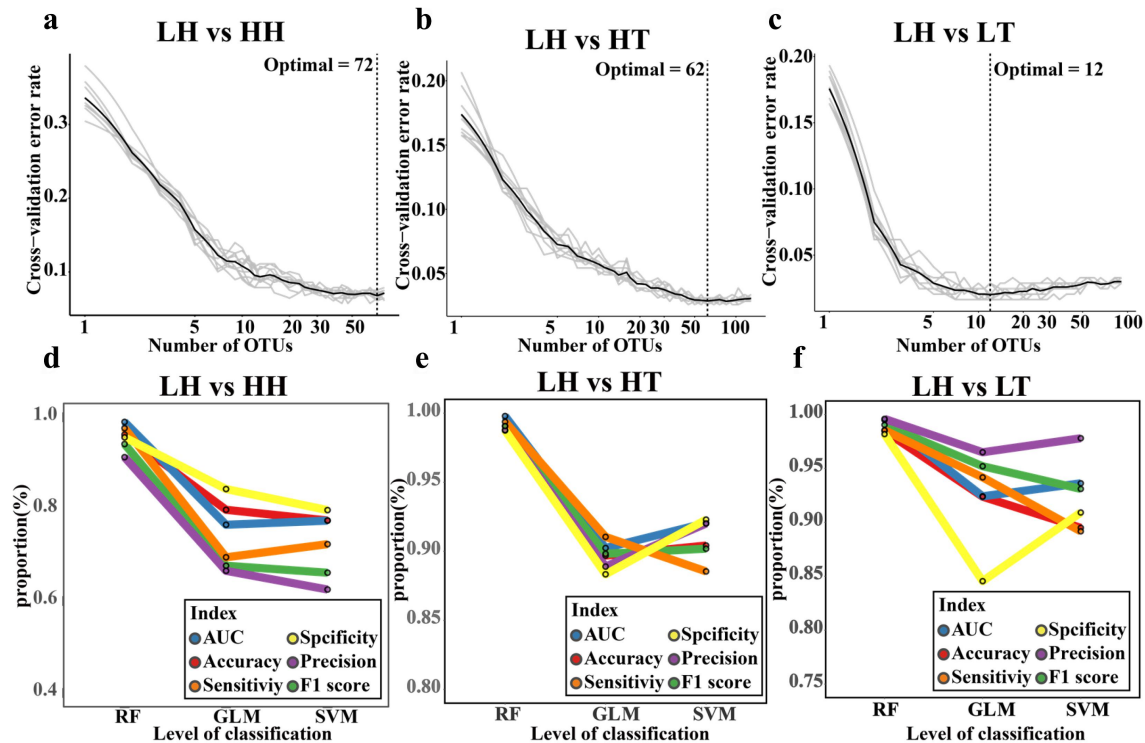 a
LH vs HH
Optimal = 72
Cross-validation error rate
0.3
0.2
0.1
1 5 10 20 30 50
Number of OTUs
b
LH vs HT
Optimal = 62
Cross-validation error rate
0.20
0.15
0.10
0.05
1 5 10 20 30 50 100
Number of OTUs
c
LH vs LT
Optimal = 12
Cross-validation error rate
0.20
0.15
0.10
0.05
1 5 10 50 100
Number of OTUs
d
LH vs HH
proportion(%)
1.0
0.8
0.6
0.4
Index
AUC Spcificity
Accuracy Precision
Sensitiviy F1 score
RF GLM SVM
Level of classification
e
LH vs HT
proportion(%)
1.00
0.95
0.90
0.85
0.80
Index
AUC Spcificity
Accuracy Precision
Sensitiviy F1 score
RF GLM SVM
Level of classification
f
LH vs LT
proportion(%)
1.00
0.95
0.90
0.85
0.80
0.75
Index
AUC Spcificity
Accuracy Precision
Sensitiviy F1 score
RF GLM SVM
Level of classification